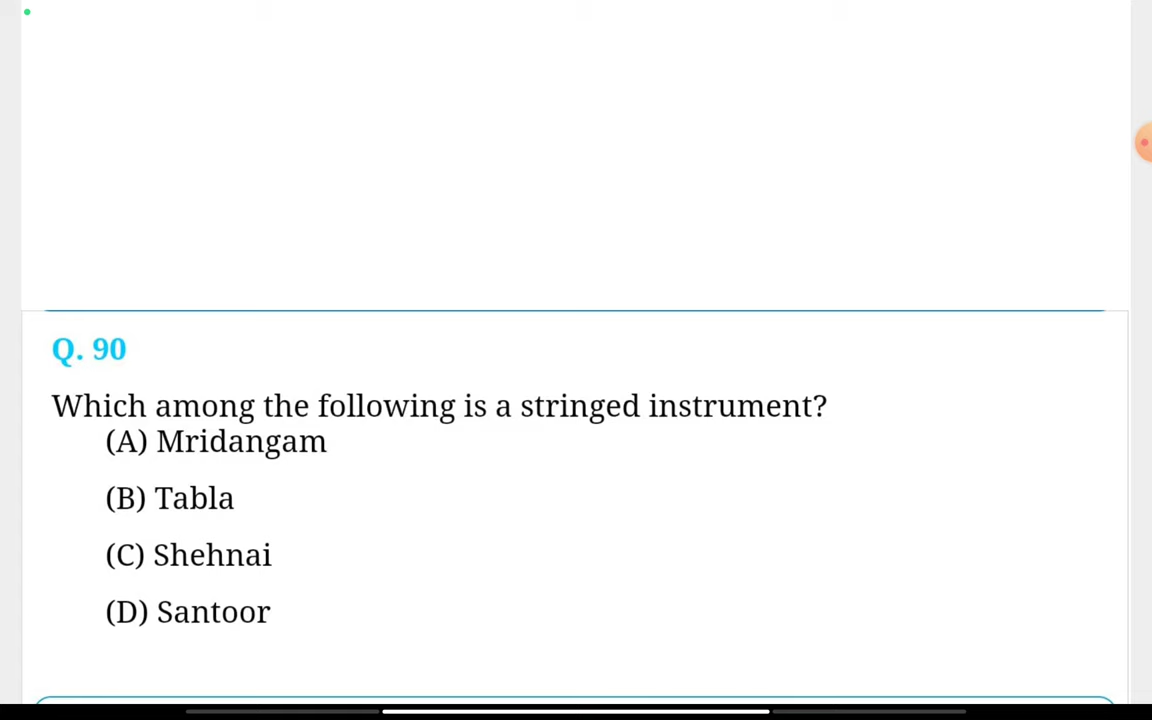 Q. 90
Which among the following is a stringed instrument?
(A) Mridangam
(B) Tabla
(C) Shehnai
(D) Santoor